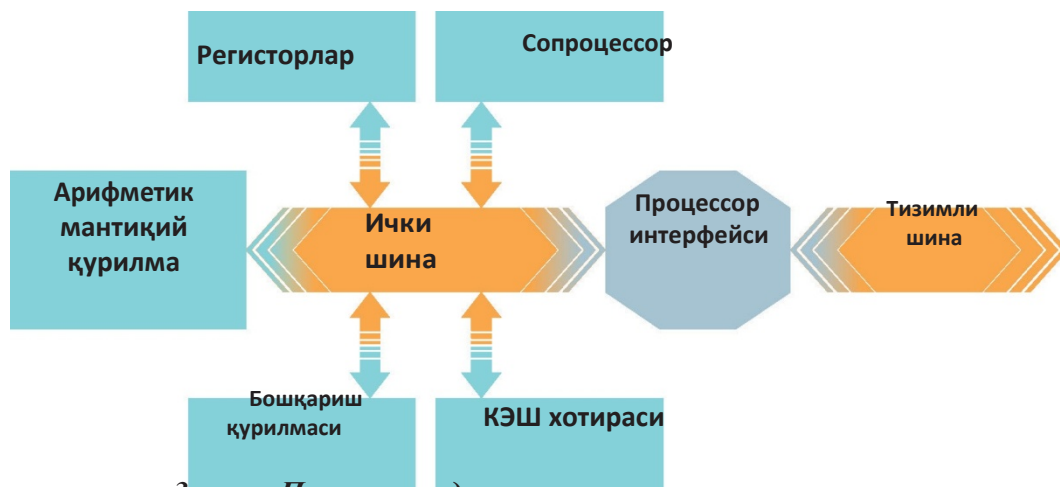 Регисторлар
Сопроцессор
Арифметик
мантиқий
қурилма
Ички
шина
Процессор
интерфейси
Тизимли
шина
Бошқариш
қурилмаси
КЭШ хотираси